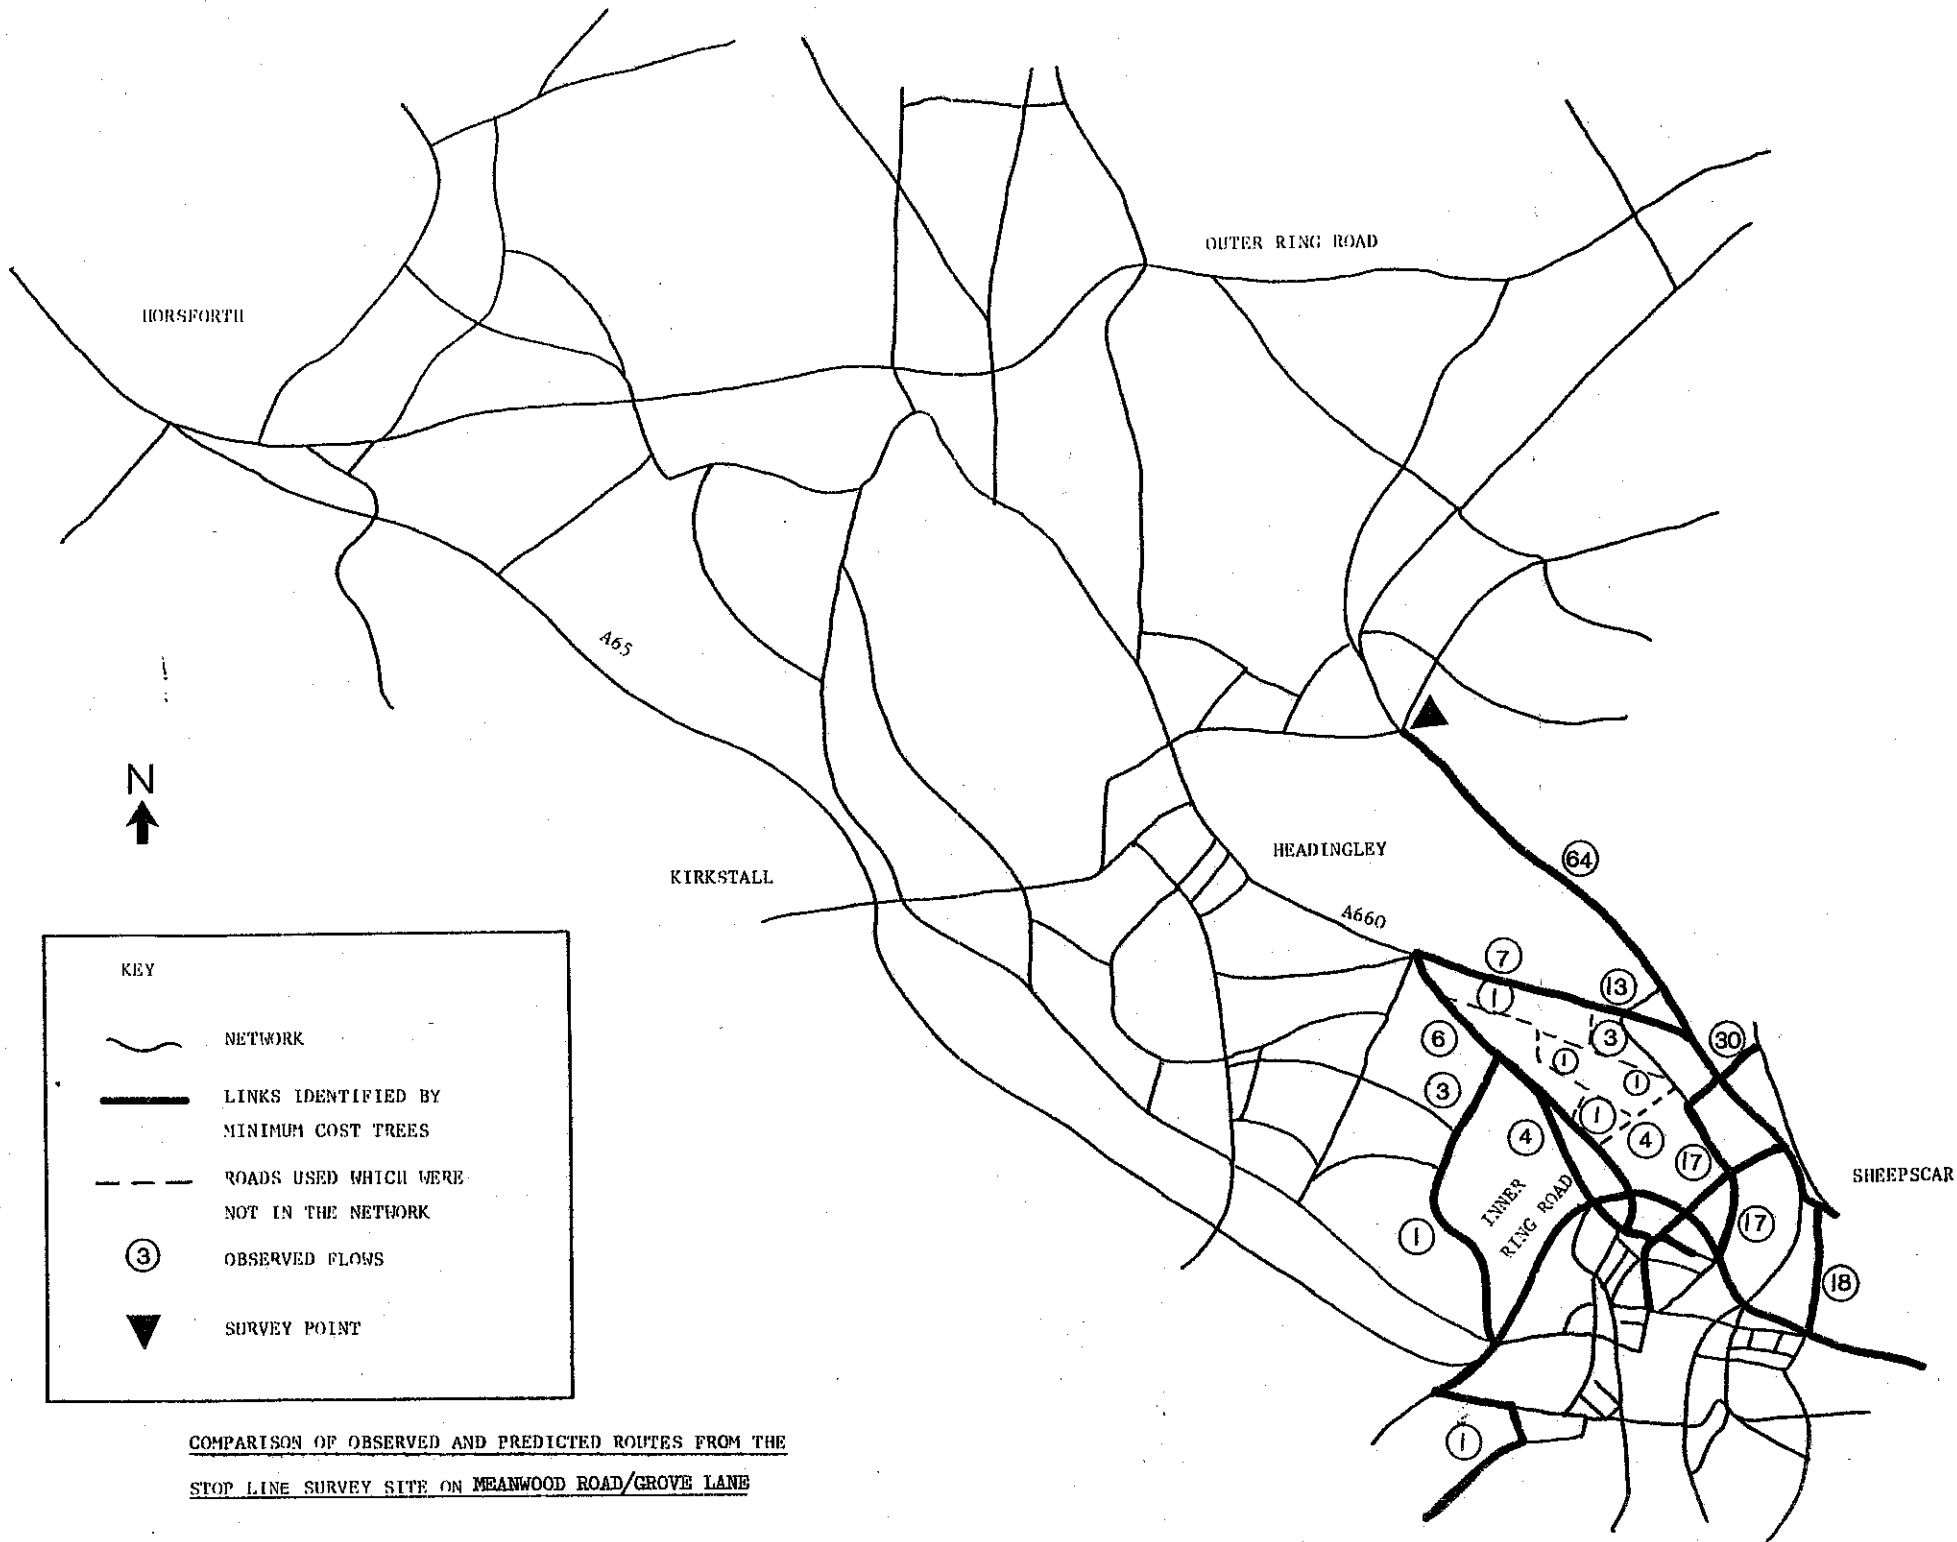 OUTER RING ROAD
HORSFORTH
A65
N
HEADINGLEY
64
KIRKSTALL
A660
7
13
1
KEY
6
3
30
NETWORK
1
3
1
LINKS IDENTIFIED BY
MINIMUM COST TREES
1
4
4
17
ROADS USED WHICH WERE
NOT IN THE NETWORK
SHEEPSCAR
INNER
RING ROAD
1
17
3
OBSERVED FLOWS
18
SURVEY POINT
1
COMPARISON OF OBSERVED AND PREDICTED ROUTES FROM THE
STOP LINE SURVEY SITE ON MEANWOOD ROAD/GROVE LANE